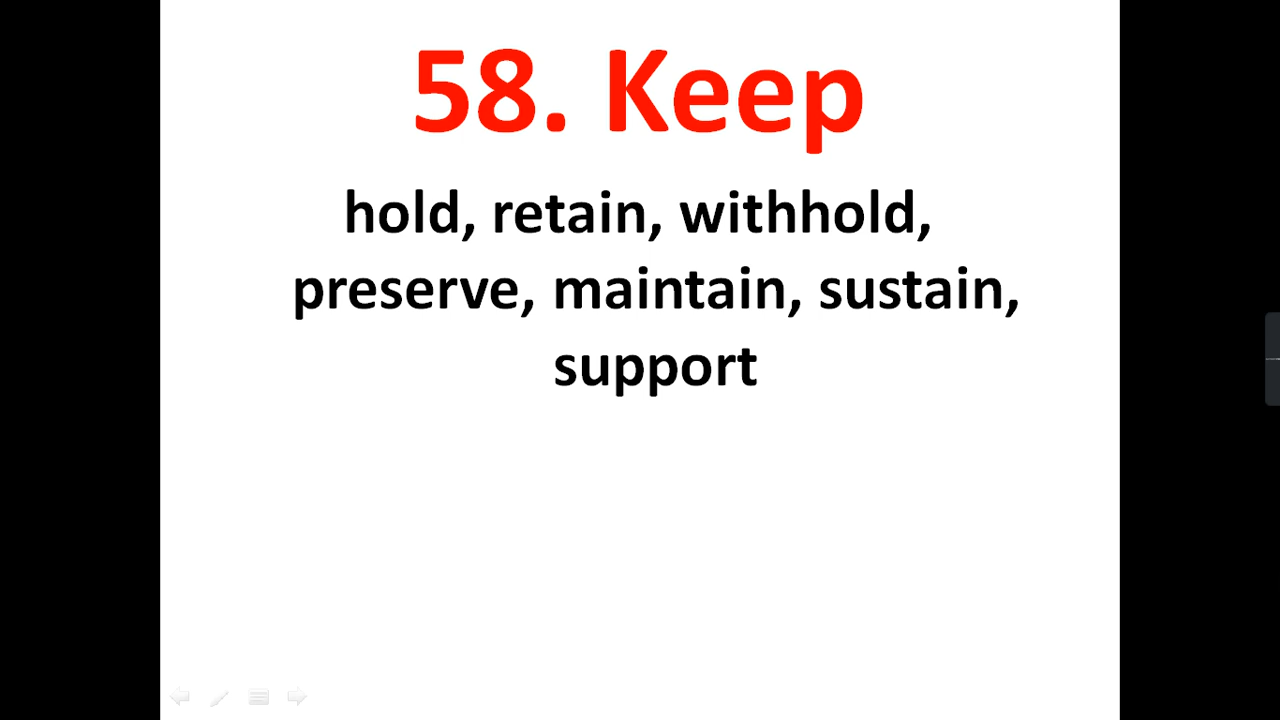 58. Keep
hold, retain, withhold,
preserve, maintain, sustain,
support